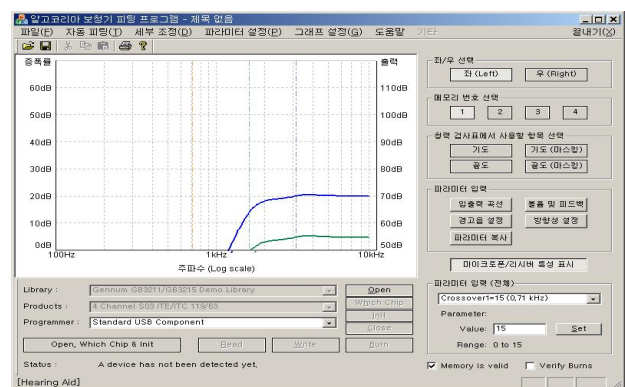 알고코리아 보청기 피팅 프로그램 - 제목 없음
파일(F) 자동 피팅(T) 세부 조정(D) 파라미터 설정(P) 그래프 설정(G) 도움말 기타 끝내기(X)
증폭률 출력
60dB 110dB
50dB 100dB
40dB 90dB
30dB 80dB
20dB 70dB
10dB 60dB
0dB 50dB
100Hz 1kHz 10kHz
주파수 (Log scale)
좌/우 선택
좌 (Left) 우 (Right)
메모리 번호 선택
1 2 3 4
청력 검사표에서 사용할 항목 선택
기도 기도 (마스킹)
골도 골도 (마스킹)
파라미터 입력
입출력 곡선 볼륨 및 피드백
경고음 설정 방향성 설정
파라미터 복사
마이크로폰/리시버 특성 표시
파라미터 입력 (전체)
Crossover1=15 (0.71 kHz)
Parameter:
Value: 15 Set
Range: 0 to 15
Memory is valid Verify Burns
Library : Gennum GB3211/GB3215 Demo Library Open
Products : 4 Channel S03 ITE/ITC 119/63 Which Chip
Init
Programmer : Standard USB Component Close
Open, Which Chip & Init Read Write Burn
Status : A device has not been detected yet.
[Hearing Aid]